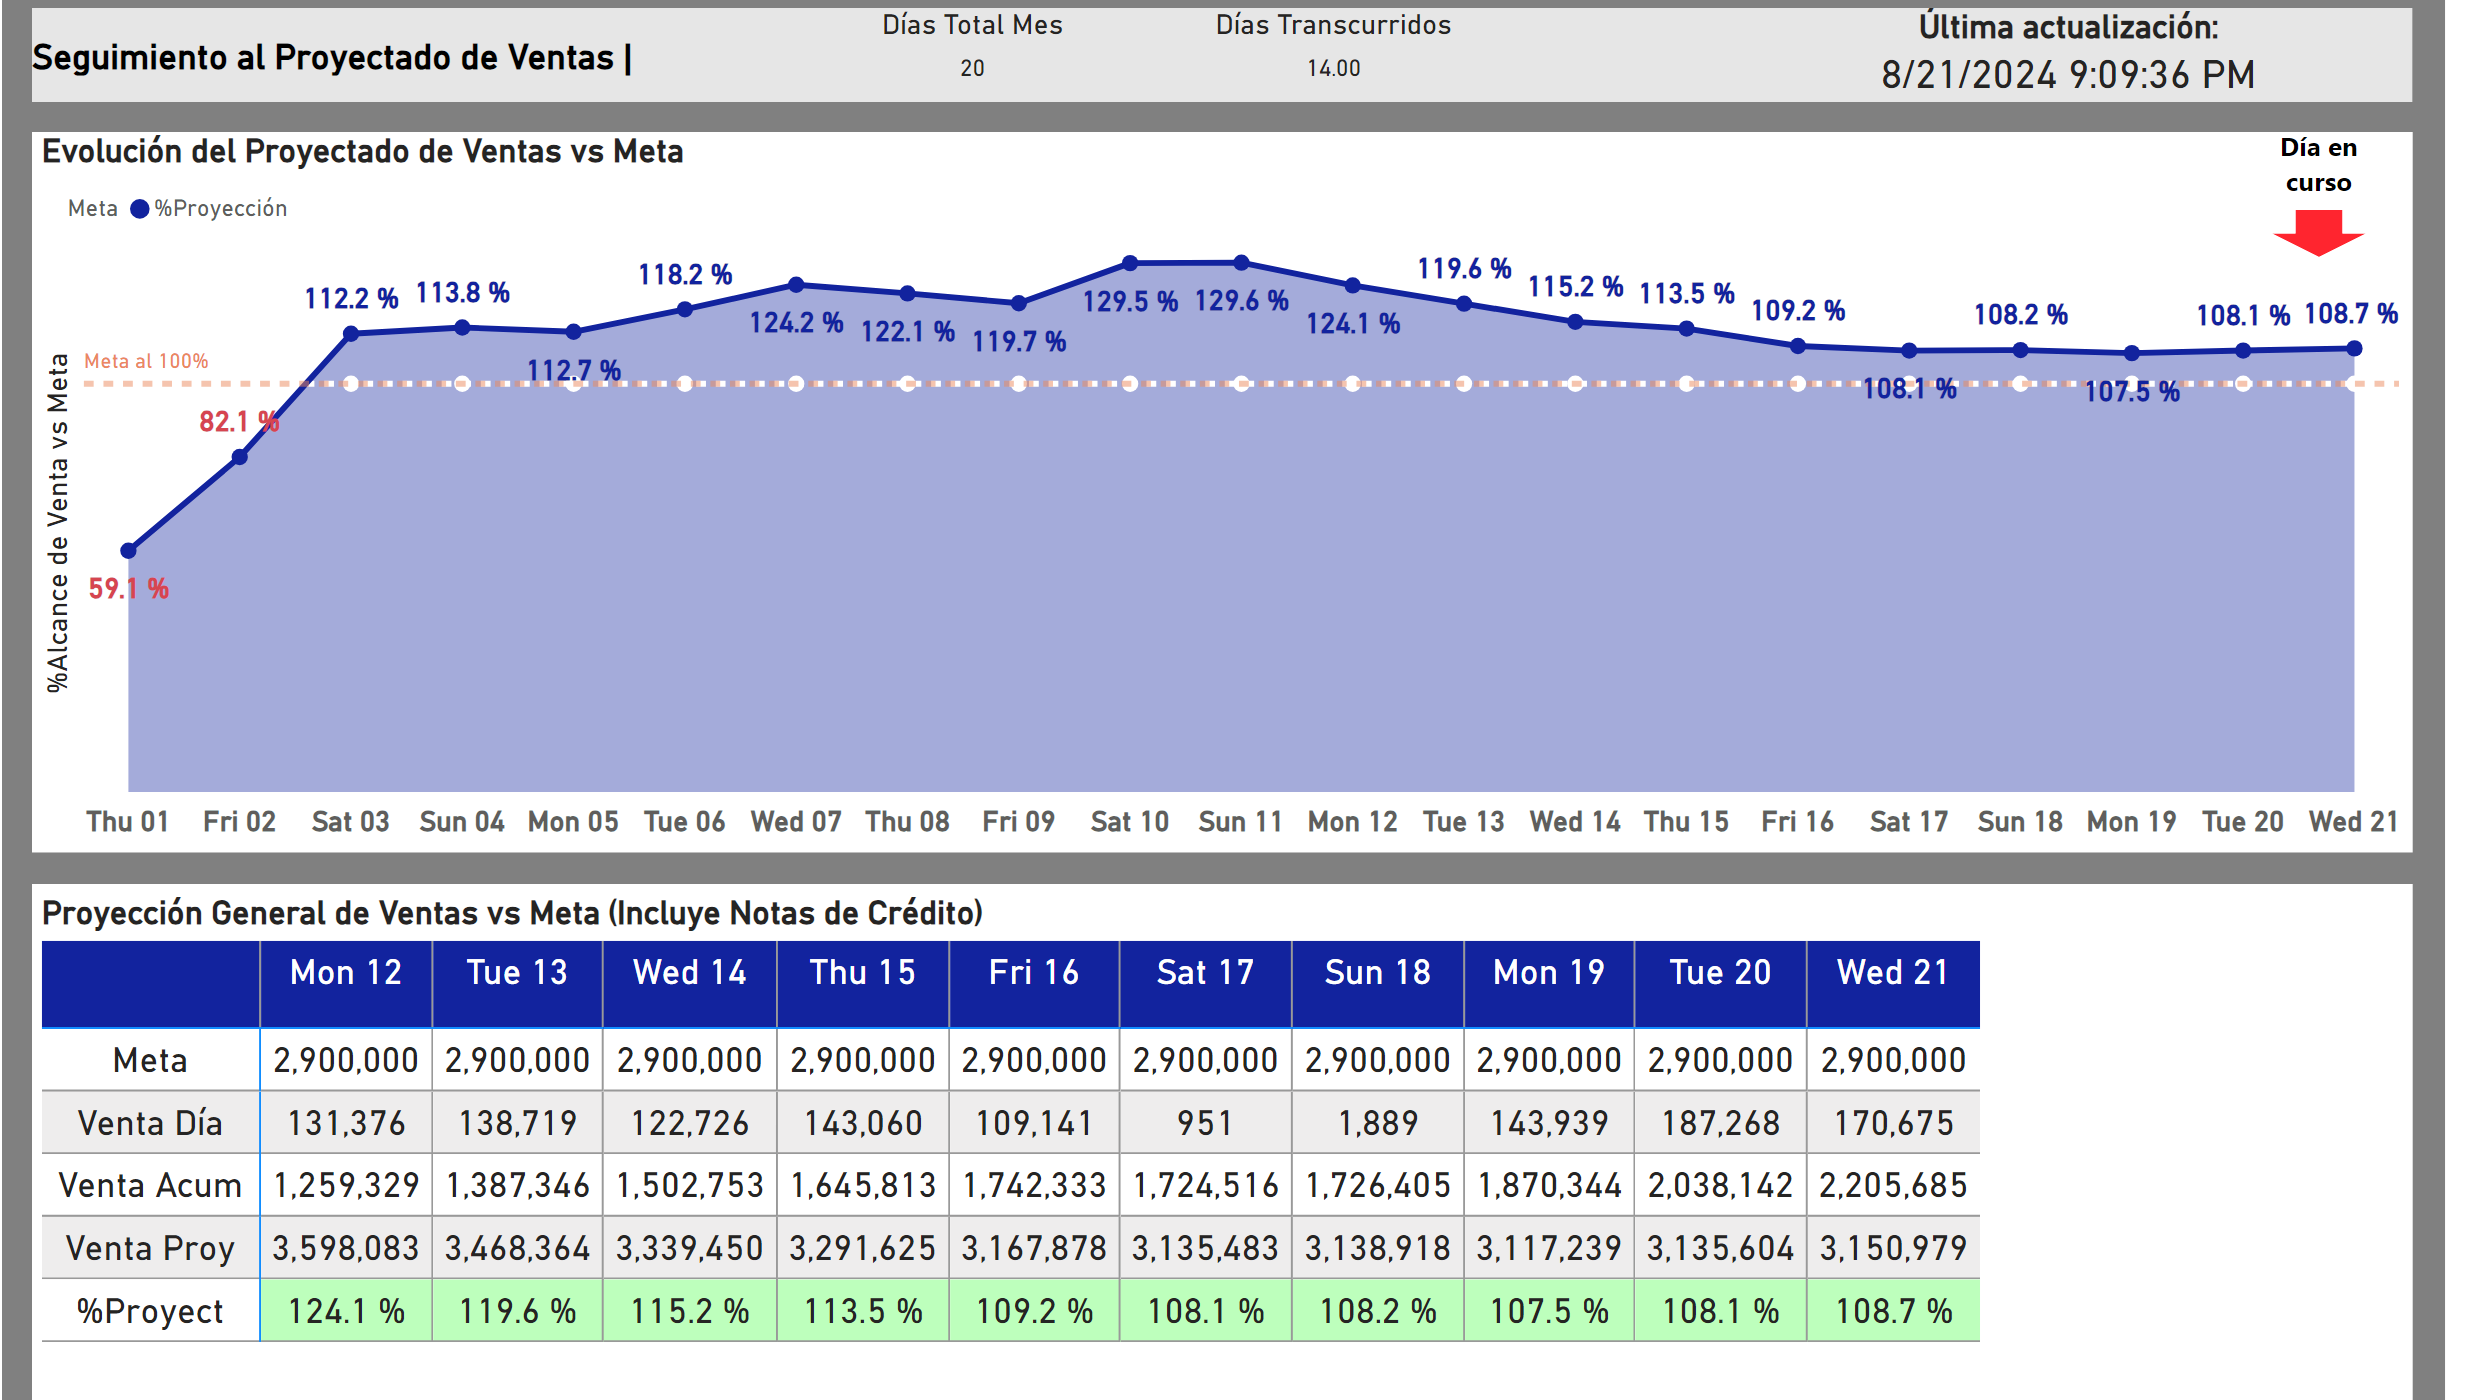 Seguimiento al Proyectado de Ventas |
Días Total Mes
20
Días Transcurridos
14.00
Última actualización:
8/21/2024 9:09:36 PM
Evolución del Proyectado de Ventas vs Meta
Día en
curso
Meta %Proyección
%Alcance de Venta vs Meta
Meta al 100%
59.1 %
82.1 %
112.2 %
113.8 %
112.7 %
118.2 %
124.2 %
122.1 %
119.7 %
129.5 %
129.6 %
124.1 %
119.6 %
115.2 %
113.5 %
109.2 %
108.1 %
108.2 %
107.5 %
108.1 %
108.7 %
Thu 01 Fri 02 Sat 03 Sun 04 Mon 05 Tue 06 Wed 07 Thu 08 Fri 09 Sat 10 Sun 11 Mon 12 Tue 13 Wed 14 Thu 15 Fri 16 Sat 17 Sun 18 Mon 19 Tue 20 Wed 21
Proyección General de Ventas vs Meta (Incluye Notas de Crédito)
Mon 12 Tue 13 Wed 14 Thu 15 Fri 16 Sat 17 Sun 18 Mon 19 Tue 20 Wed 21
Meta 2,900,000 2,900,000 2,900,000 2,900,000 2,900,000 2,900,000 2,900,000 2,900,000 2,900,000 2,900,000
Venta Día 131,376 138,719 122,726 143,060 109,141 951 1,889 143,939 187,268 170,675
Venta Acum 1,259,329 1,387,346 1,502,753 1,645,813 1,742,333 1,724,516 1,726,405 1,870,344 2,038,142 2,205,685
Venta Proy 3,598,083 3,468,364 3,339,450 3,291,625 3,167,878 3,135,483 3,138,918 3,117,239 3,135,604 3,150,979
%Proyect 124.1 % 119.6 % 115.2 % 113.5 % 109.2 % 108.1 % 108.2 % 107.5 % 108.1 % 108.7 %